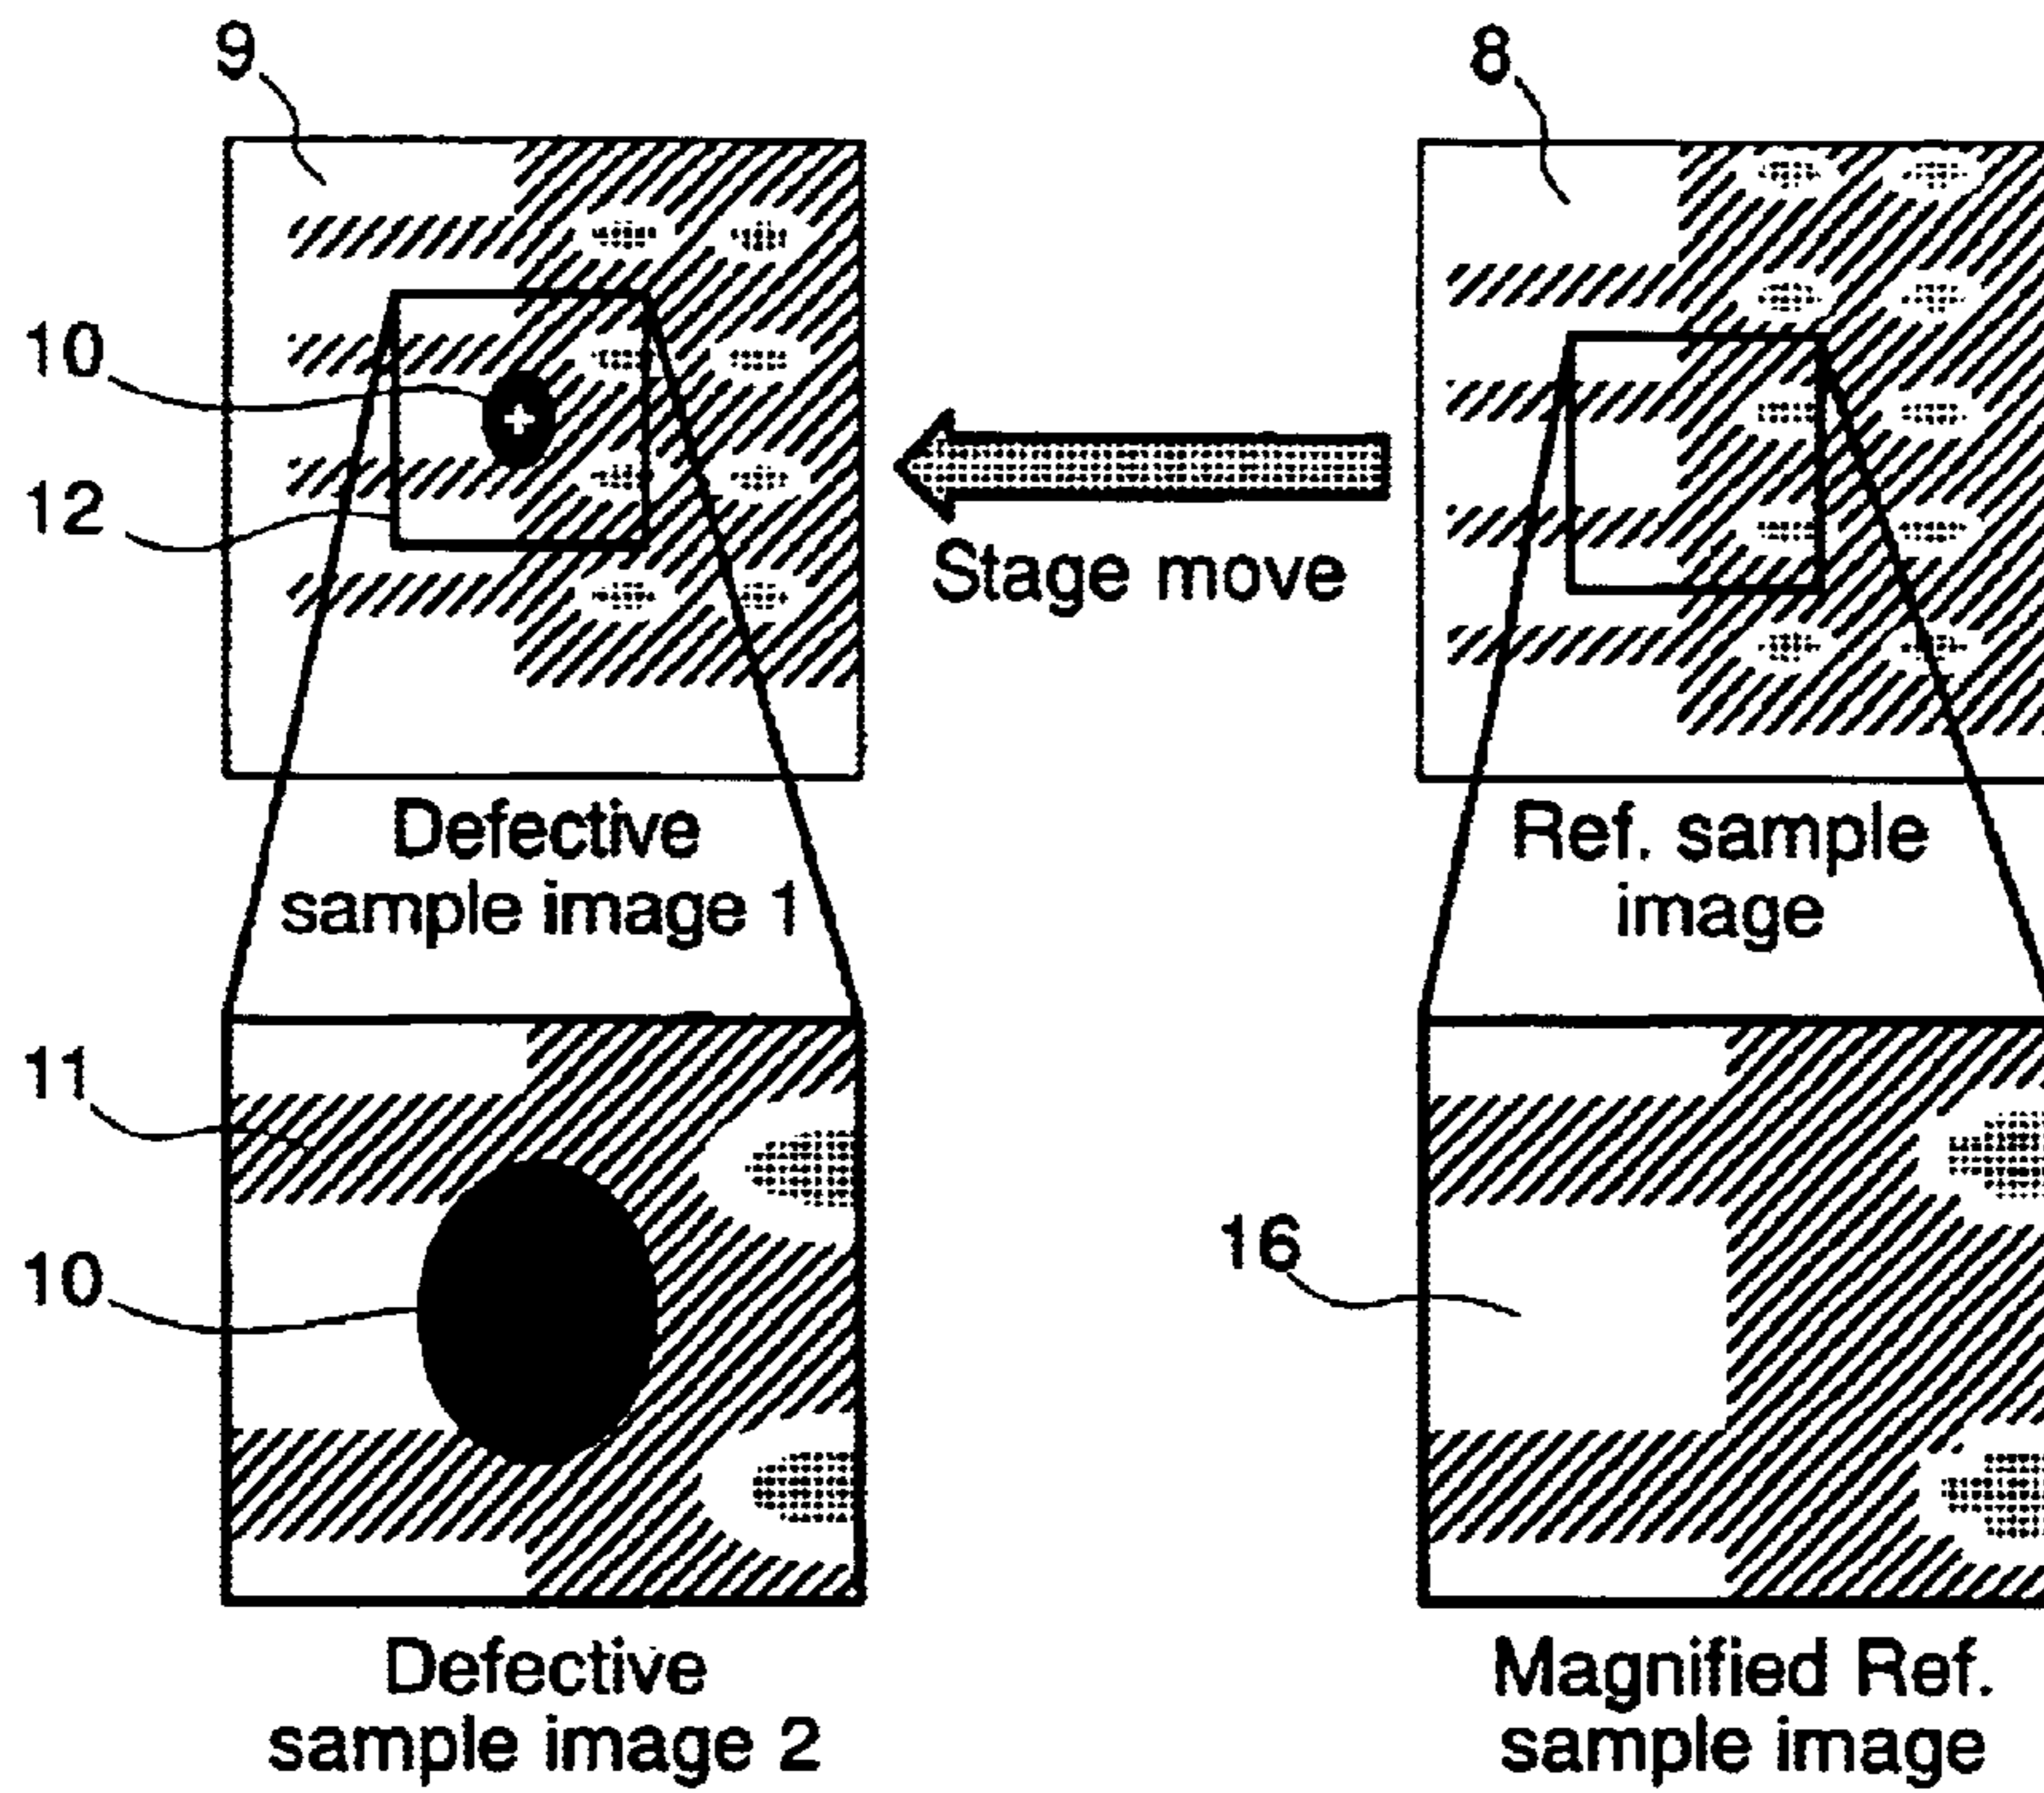 9
8
10
12
Stage move
Defective
sample image 1
Ref. sample
image
11
10
16
Defective
sample image 2
Magnified Ref.
sample image